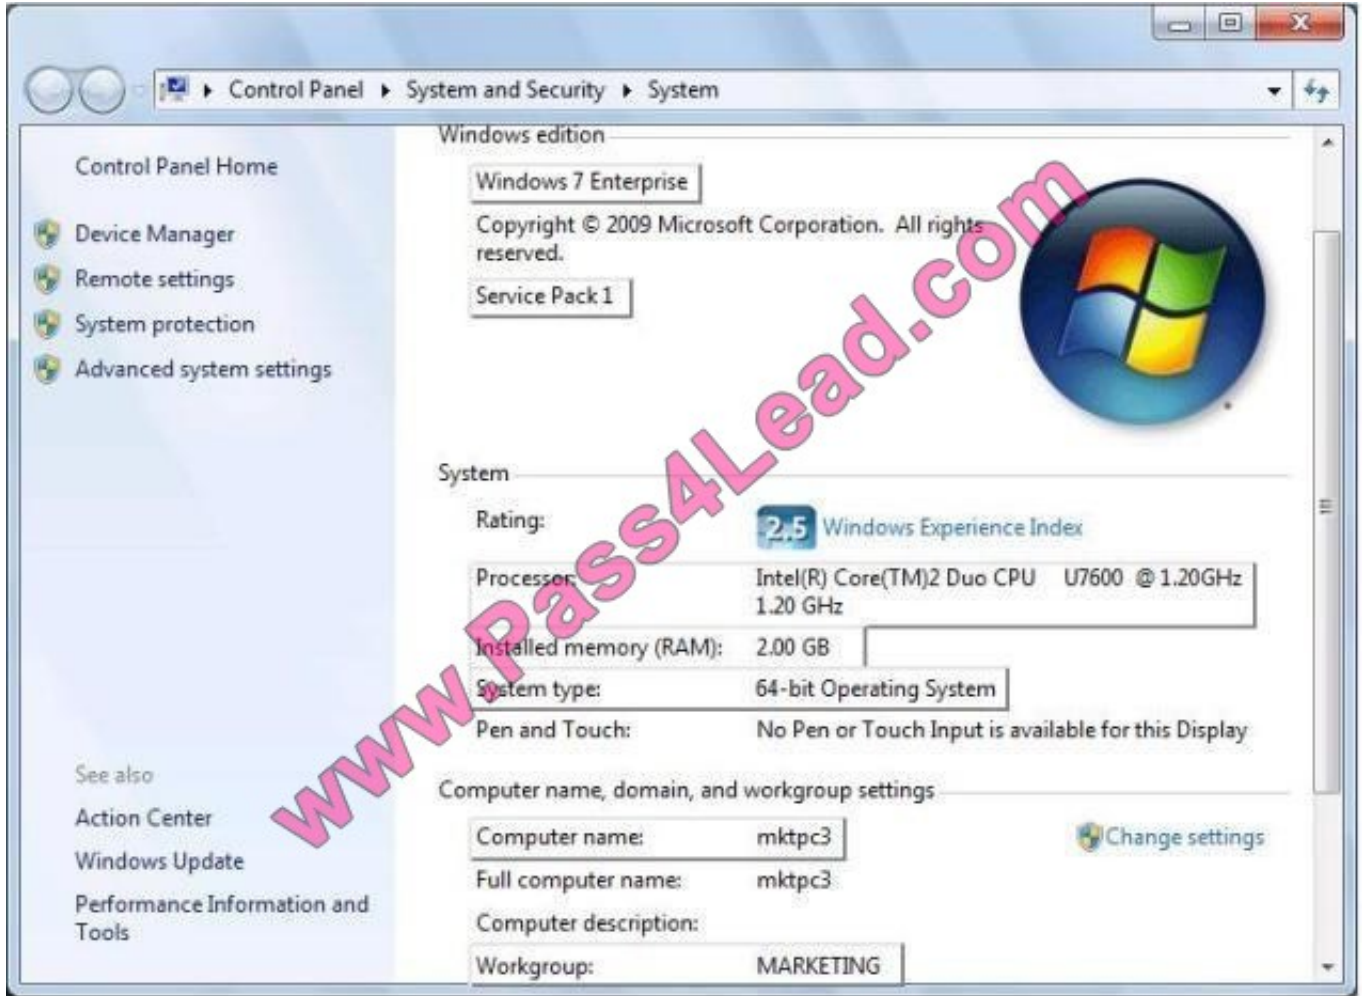 Control Panel ▸ System and Security ▸ System
Control Panel Home
Device Manager
Remote settings
System protection
Advanced system settings
See also
Action Center
Windows Update
Performance Information and
Tools
Windows edition
Windows 7 Enterprise
Copyright © 2009 Microsoft Corporation. All rights
reserved.
Service Pack 1
System
Rating: 2.5 Windows Experience Index
Processor: Intel(R) Core(TM)2 Duo CPU U7600 @ 1.20GHz
1.20 GHz
Installed memory (RAM): 2.00 GB
System type: 64-bit Operating System
Pen and Touch: No Pen or Touch Input is available for this Display
Computer name, domain, and workgroup settings
Computer name: mktpc3
Change settings
Full computer name: mktpc3
Computer description:
Workgroup: MARKETING
www.Pass4Lead.com